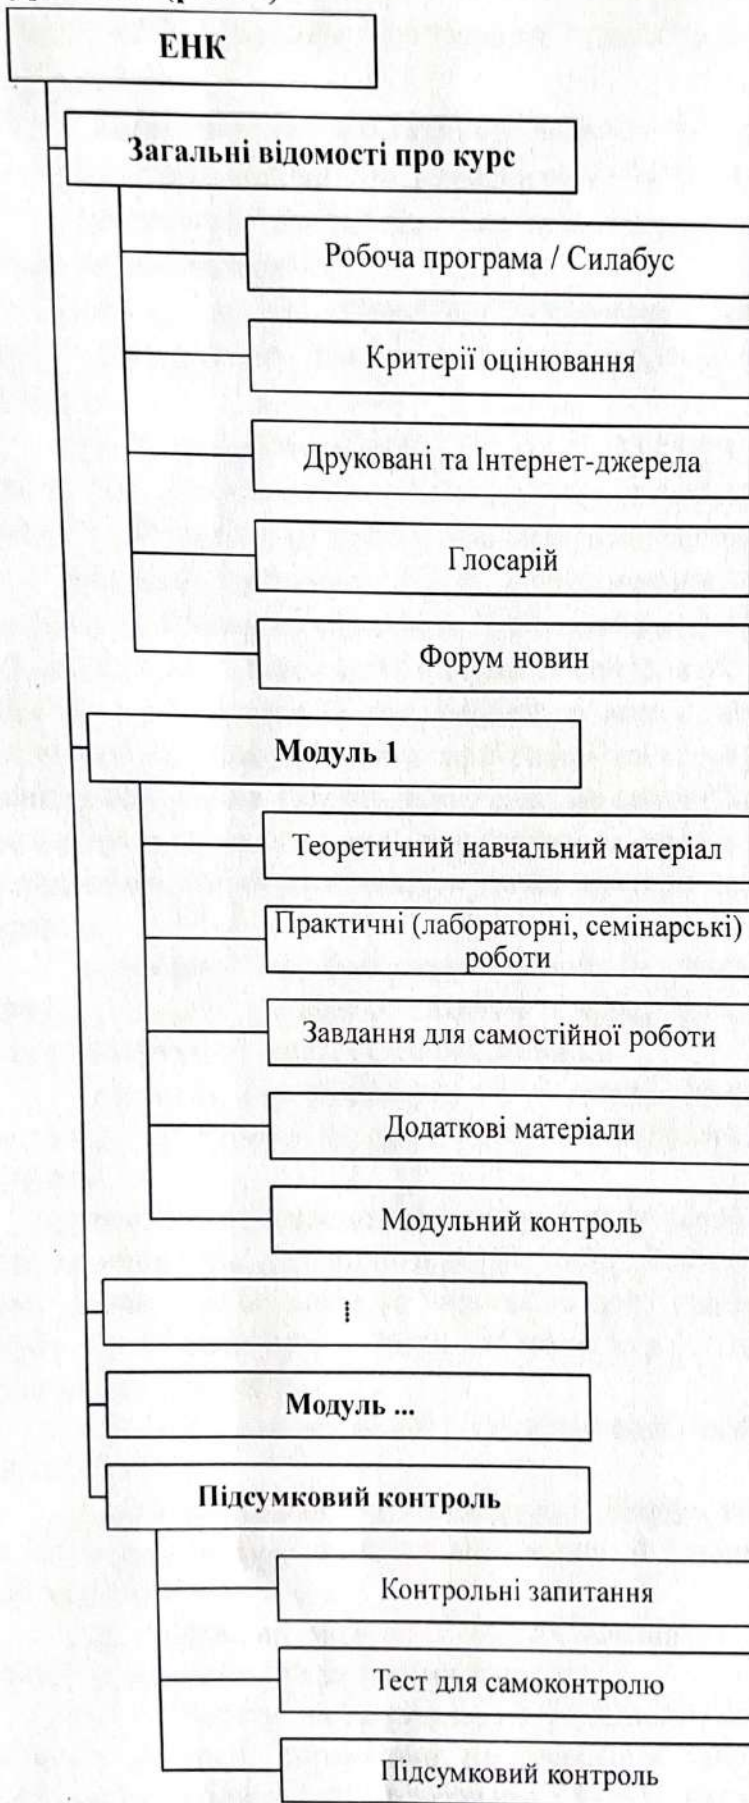 ЕНК
Загальні відомості про курс
Робоча програма / Силабус
Критерії оцінювання
Друковані та Інтернет-джерела
Глосарій
Форум новин
Модуль 1
Теоретичний навчальний матеріал
Практичні (лабораторні, семінарські)
роботи
Завдання для самостійної роботи
Додаткові матеріали
Модульний контроль
...
Модуль ...
Підсумковий контроль
Контрольні запитання
Тест для самоконтролю
Підсумковий контроль